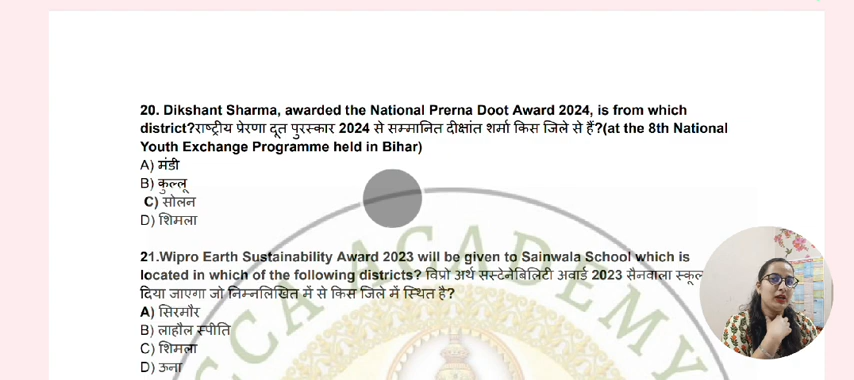 20. Dikshant Sharma, awarded the National Prerna Doot Award 2024, is from which
district?राष्ट्रीय प्रेरणा दूत पुरस्कार 2024 से सम्मानित दीक्षांत शर्मा किस जिले से हैं?(at the 8th National
Youth Exchange Programme held in Bihar)
A) मंडी
B) कुल्लू
C) सोलन
D) शिमला
21.Wipro Earth Sustainability Award 2023 will be given to Sainwala School which is
located in which of the following districts? विप्रो अर्थ सस्टेनेबिलिटी अवार्ड 2023 सैनवाला स्कूल
दिया जाएगा जो निम्नलिखित में से किस जिले में स्थित है?
A) सिरमौर
B) लाहौल स्पीति
C) शिमला
D) ऊना
CCA ACADEMY